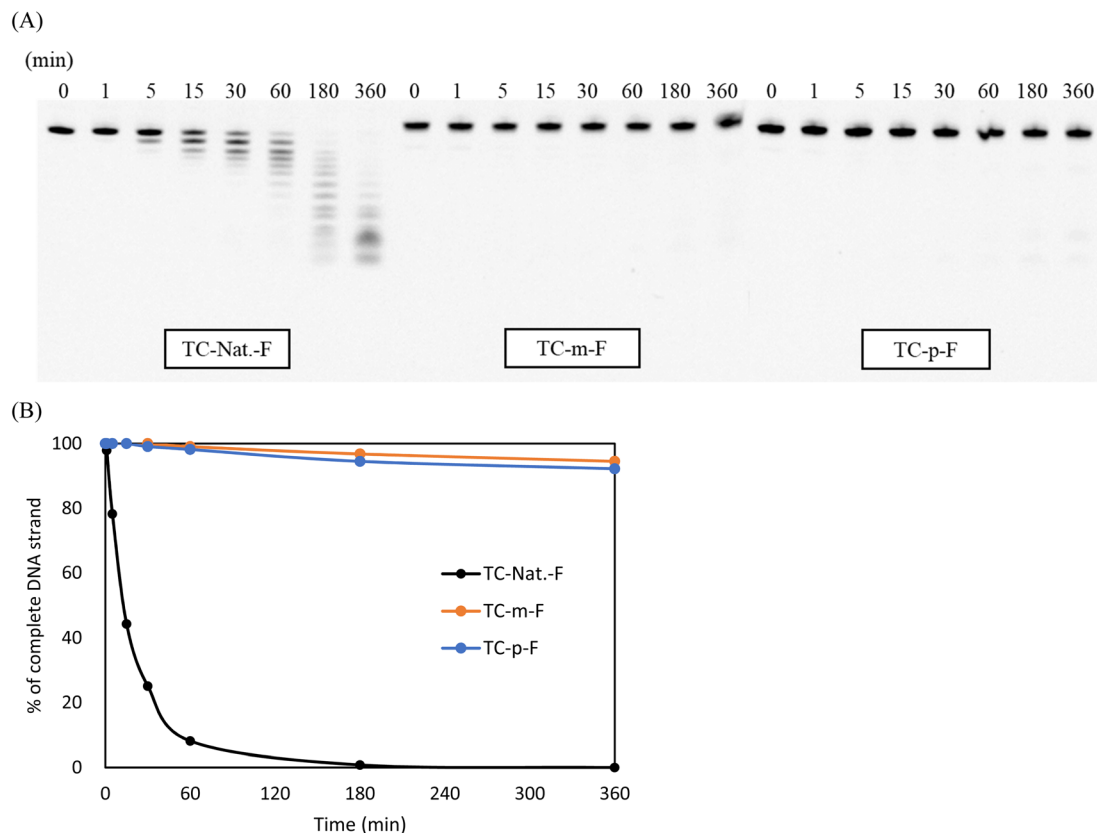 (A)
(min)
0 1 5 15 30 60 180 360 0 1 5 15 30 60 180 360 0 1 5 15 30 60 180 360
TC-Nat.-F TC-m-F TC-p-F
(B)
100
80
60
40
20
0
% of complete DNA strand
TC-Nat.-F
TC-m-F
TC-p-F
0 60 120 180 240 300 360
Time (min)